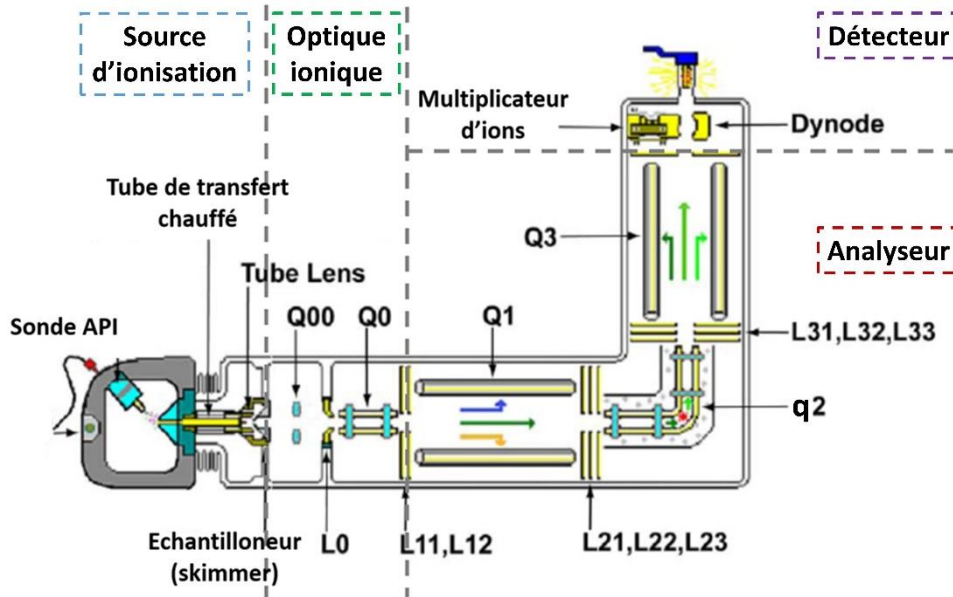 Source
d'ionisation
Optique
ionique
Détecteur
Multiplicateur
d'ions
Dynode
Tube de transfert
chauffé
Q3
Analyseur
Tube Lens
Sonde API
Q00
Q0
Q1
L31,L32,L33
q2
Echantilloneur
(skimmer)
L0
L11,L12
L21,L22,L23